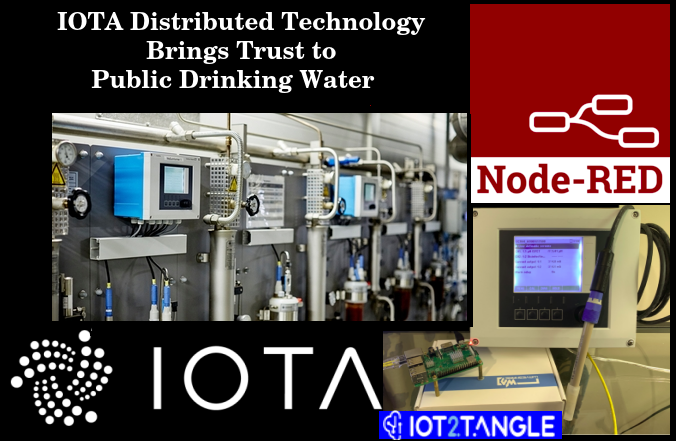 IOTA Distributed Technology
Brings Trust to
Public Drinking Water
Node-RED
IOTA
IOT2TANGLE